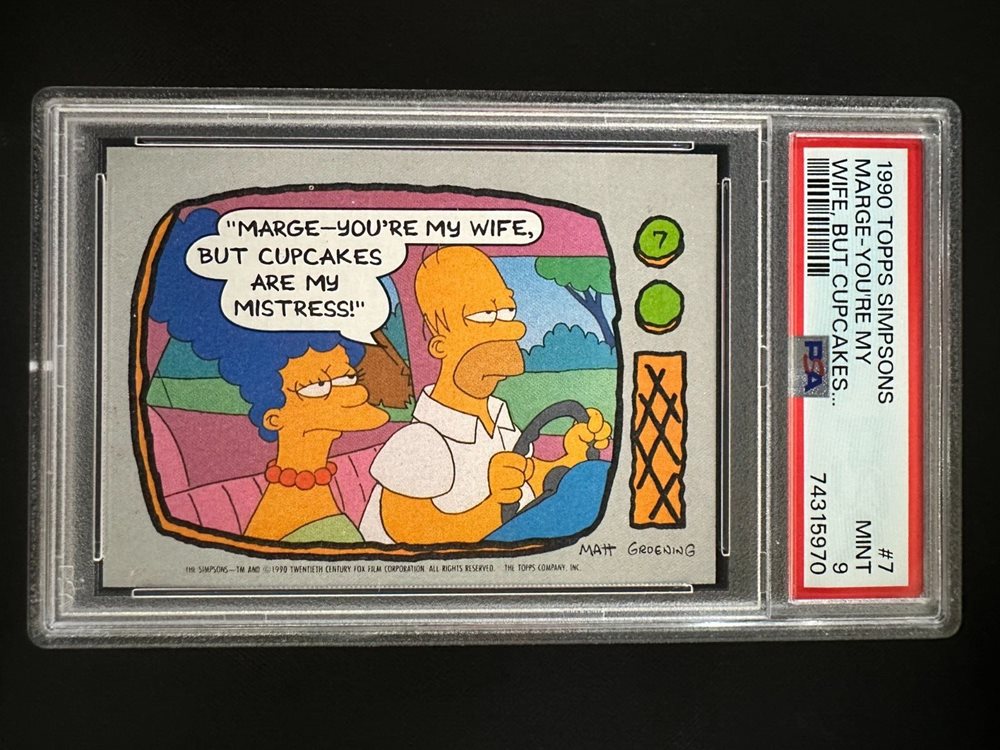 "MARGE—YOU'RE MY WIFE,
BUT CUPCAKES
ARE MY
MISTRESS!"
7
MATT GROENING
THE SIMPSONS—TM AND ©1990 TWENTIETH CENTURY FOX FILM CORPORATION. ALL RIGHTS RESERVED. THE TOPPS COMPANY, INC.
1990 TOPPS SIMPSONS #7
MARGE-YOU'RE MY MINT
WIFE, BUT CUPCAKES... 9
PSA 74315970